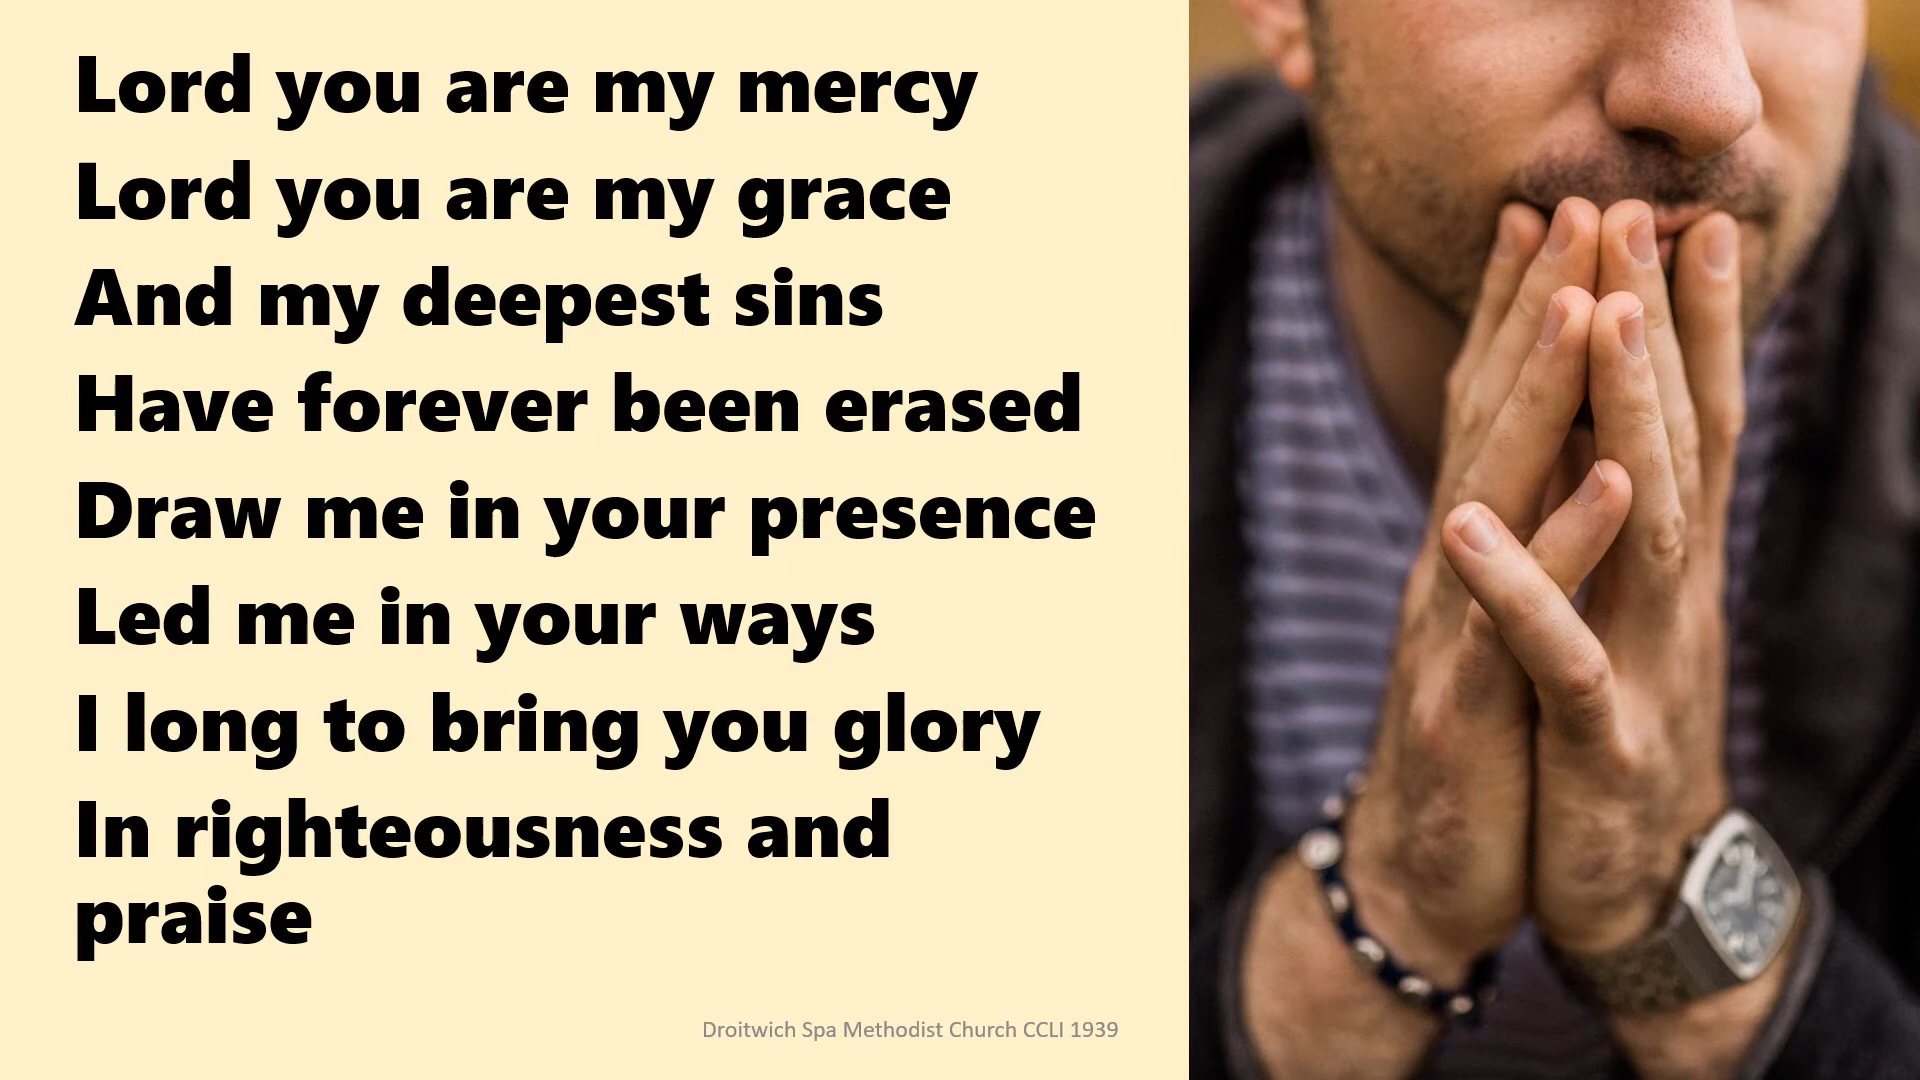 Lord you are my mercy
Lord you are my grace
And my deepest sins
Have forever been erased
Draw me in your presence
Led me in your ways
I long to bring you glory
In righteousness and
praise
Droitwich Spa Methodist Church CCLI 1939